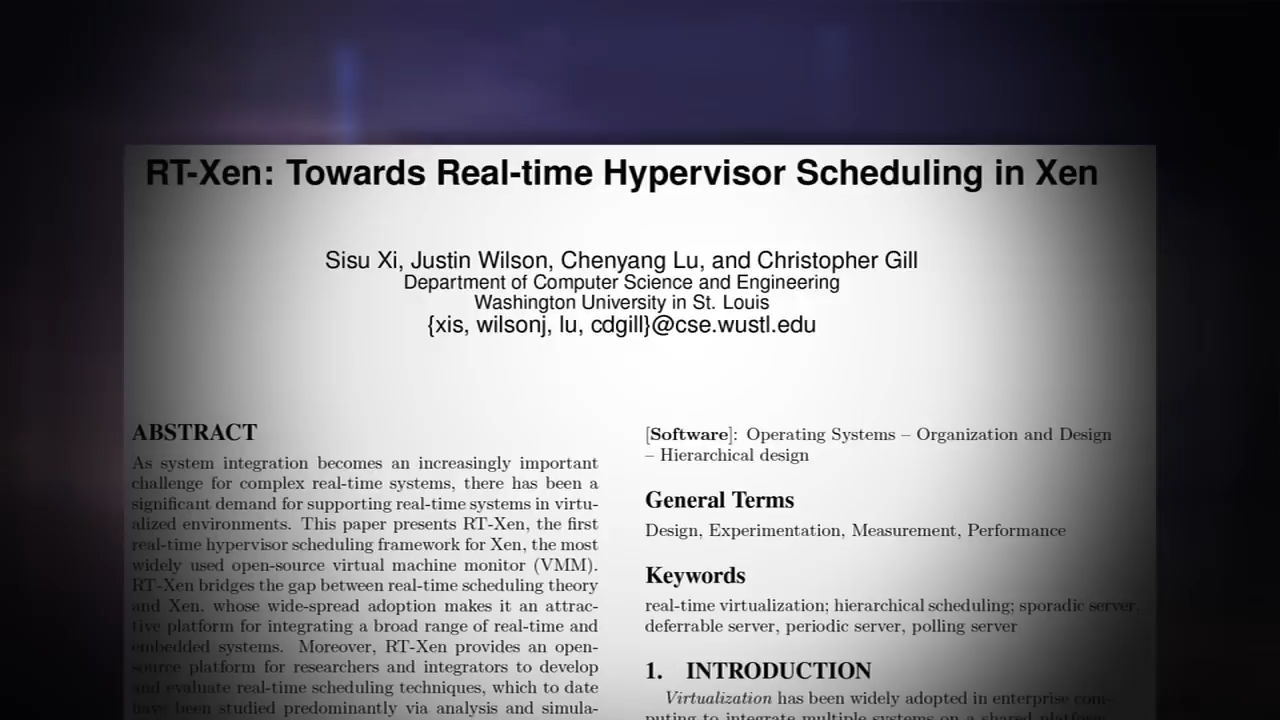 RT-Xen: Towards Real-time Hypervisor Scheduling in Xen
Sisu Xi, Justin Wilson, Chenyang Lu, and Christopher Gill
Department of Computer Science and Engineering
Washington University in St. Louis
{xis, wilsonj, lu, cdgill}@cse.wustl.edu
ABSTRACT
As system integration becomes an increasingly important
challenge for complex real-time systems, there has been a
significant demand for supporting real-time systems in virtu-
alized environments. This paper presents RT-Xen, the first
real-time hypervisor scheduling framework for Xen, the most
widely used open-source virtual machine monitor (VMM).
RT-Xen bridges the gap between real-time scheduling theory
and Xen, whose wide-spread adoption makes it an attrac-
tive platform for integrating a broad range of real-time and
embedded systems. Moreover, RT-Xen provides an open-
source platform for researchers and integrators to develop
and evaluate real-time scheduling techniques, which to date
have been studied predominantly via analysis and simula-
[Software]: Operating Systems – Organization and Design
– Hierarchical design
General Terms
Design, Experimentation, Measurement, Performance
Keywords
real-time virtualization; hierarchical scheduling; sporadic server,
deferrable server, periodic server, polling server
1. INTRODUCTION
Virtualization has been widely adopted in enterprise com-
puting to integrate multiple systems on a shared platform